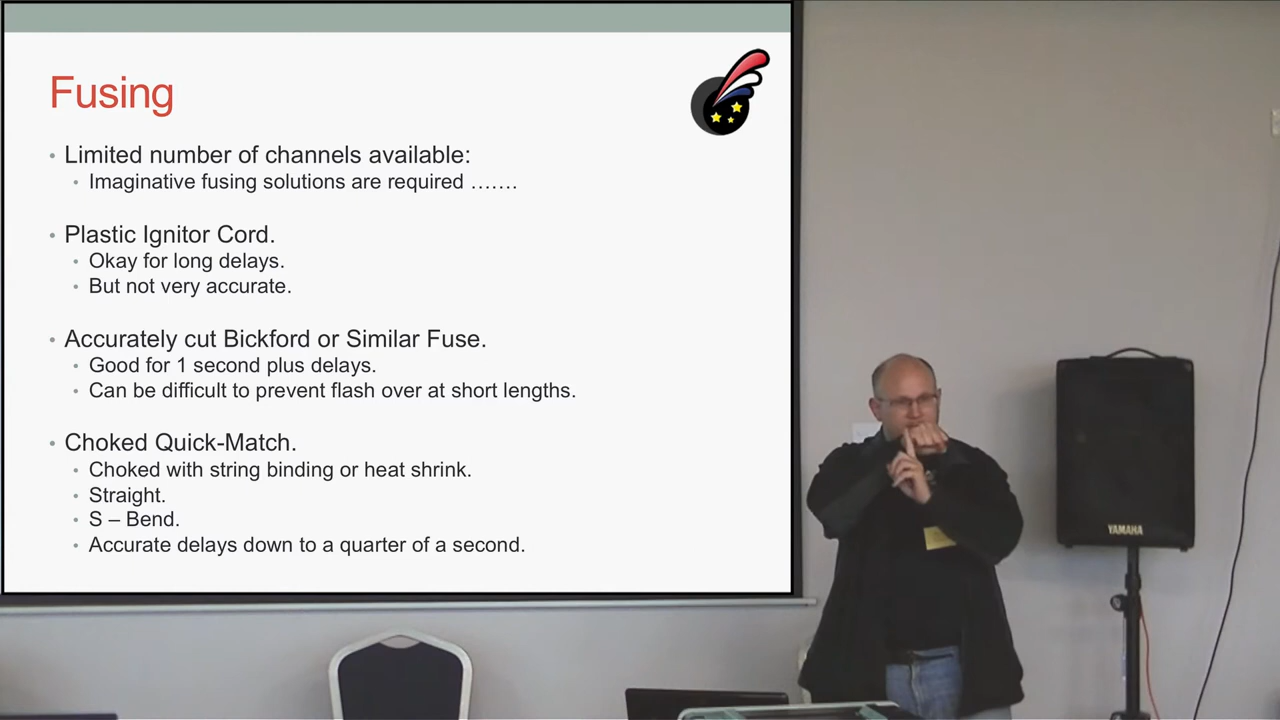 Fusing
• Limited number of channels available:
• Imaginative fusing solutions are required …….
• Plastic Ignitor Cord.
• Okay for long delays.
• But not very accurate.
• Accurately cut Bickford or Similar Fuse.
• Good for 1 second plus delays.
• Can be difficult to prevent flash over at short lengths.
• Choked Quick-Match.
• Choked with string binding or heat shrink.
• Straight.
• S – Bend.
• Accurate delays down to a quarter of a second.
YAMAHA